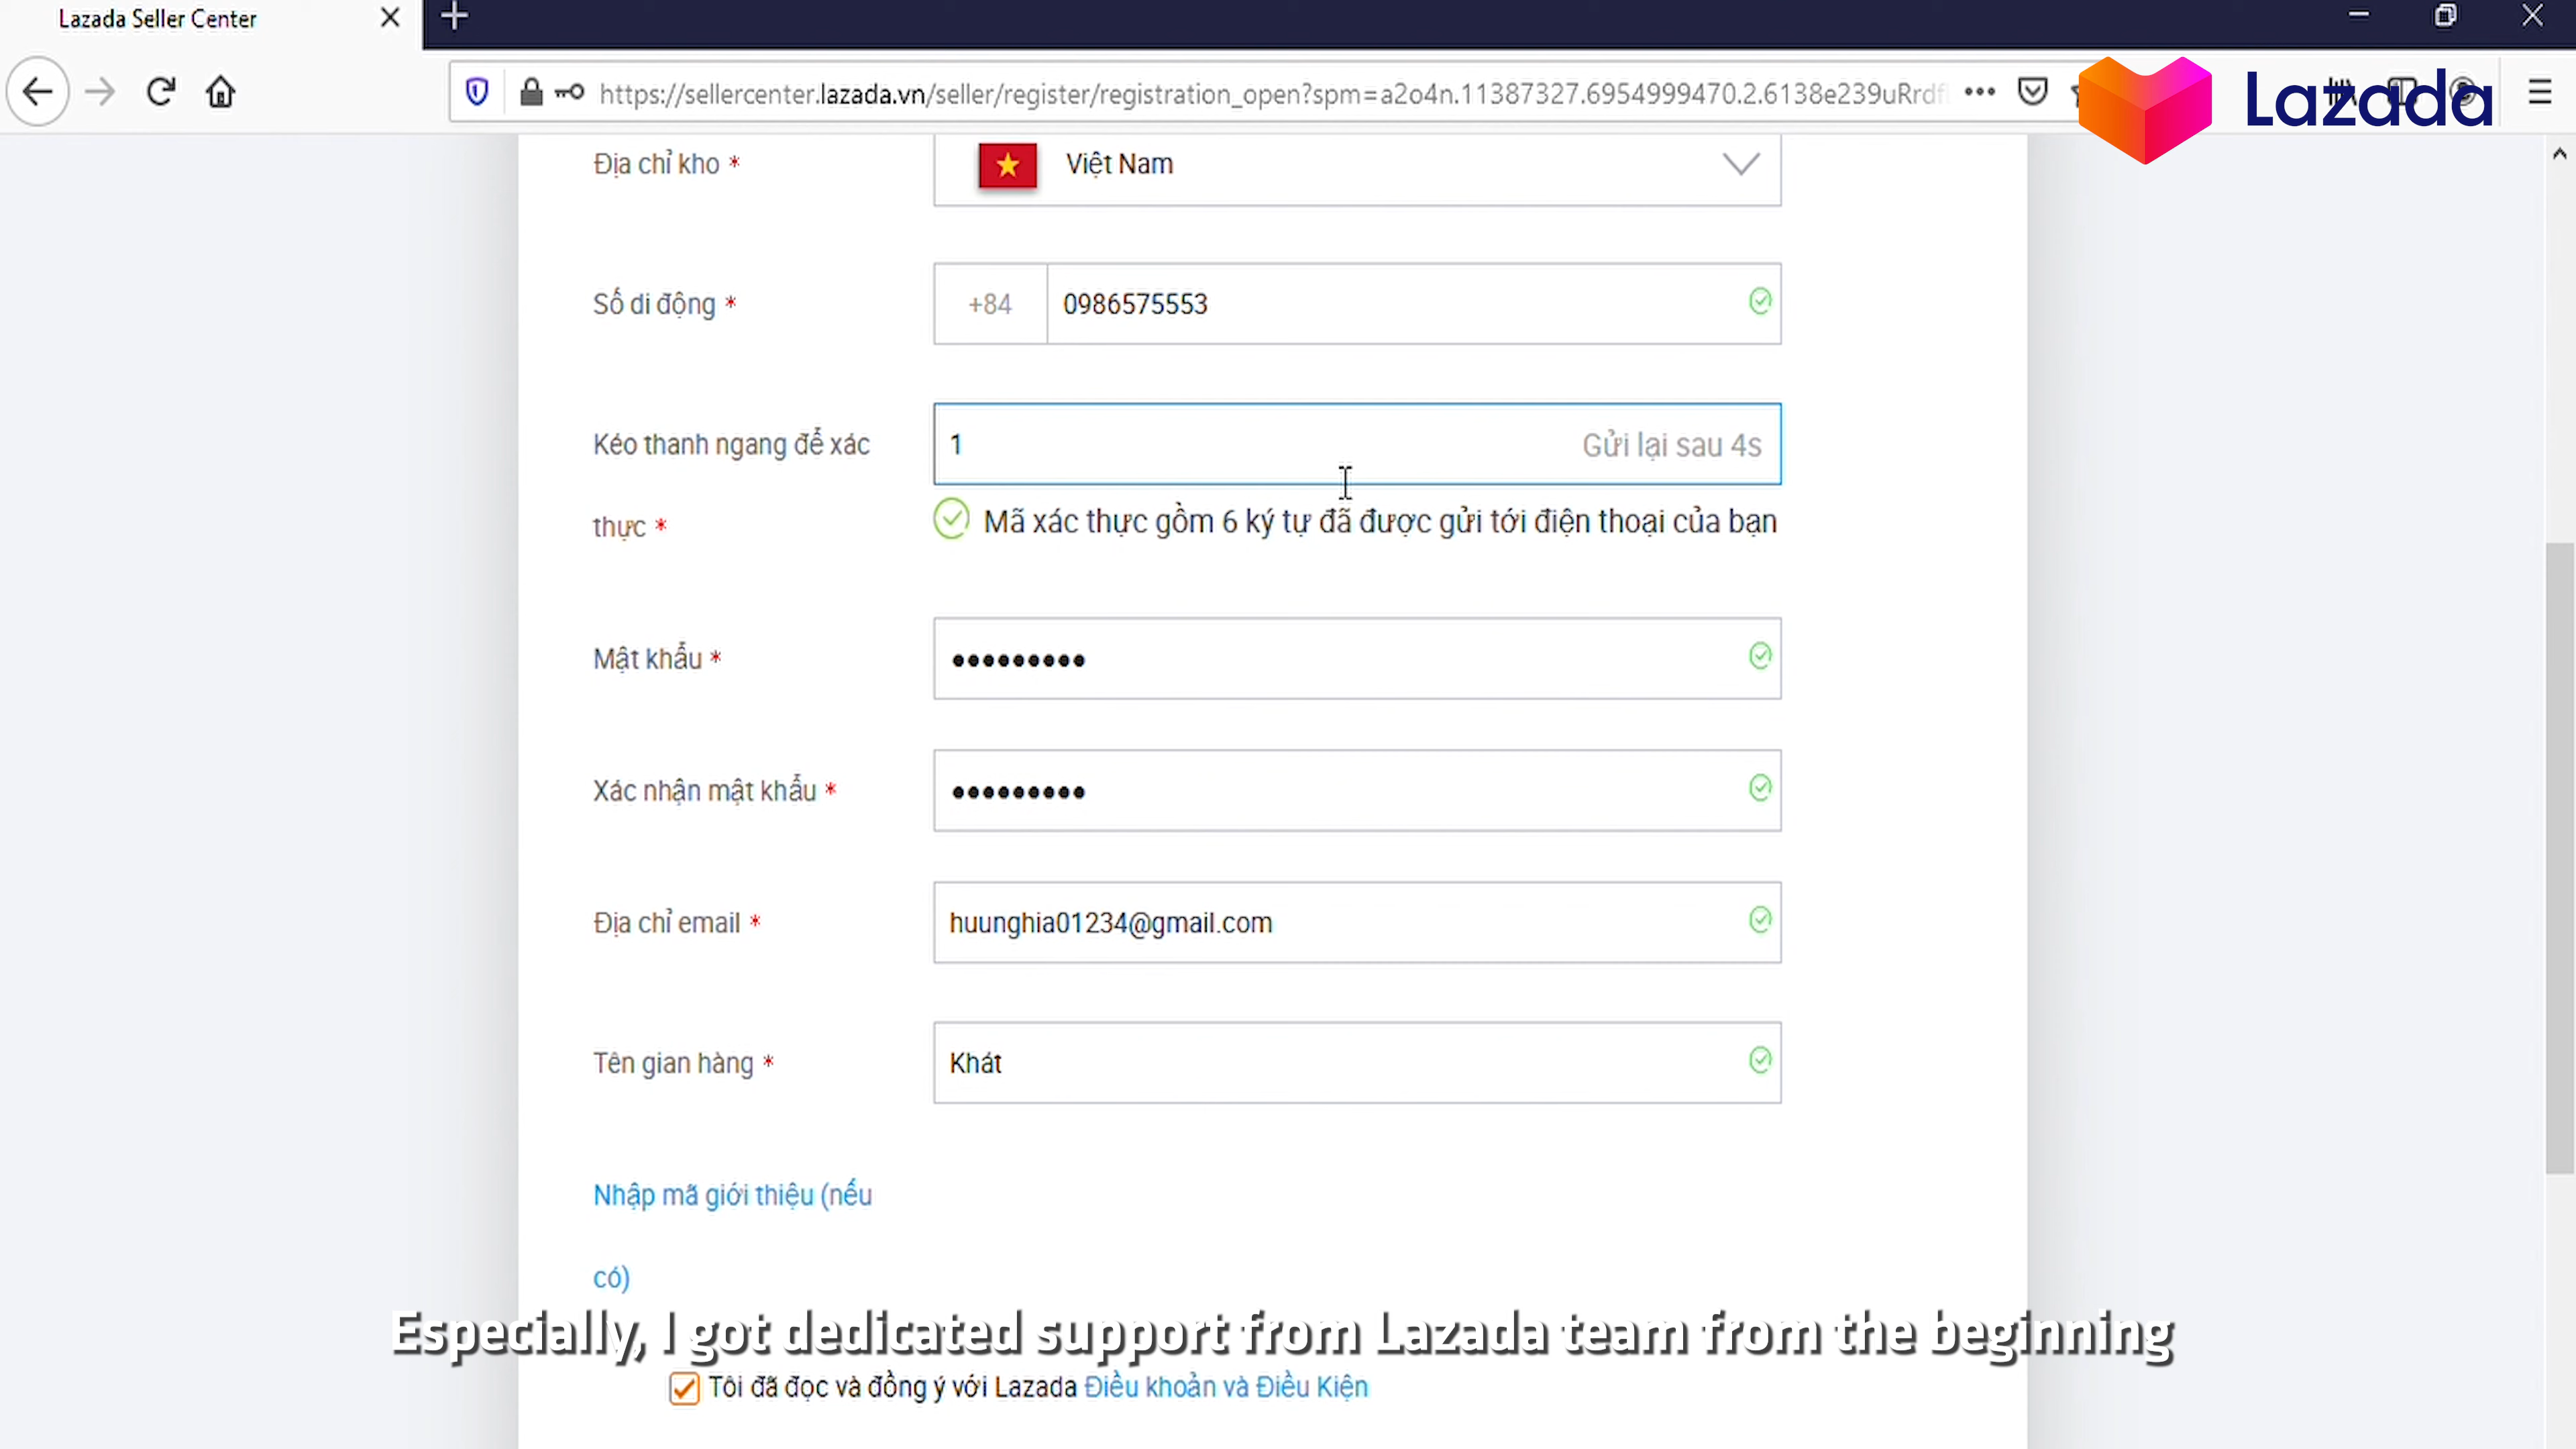 Lazada Seller Center
https://sellercenter.lazada.vn/seller/register/registration_open?spm=a2o4n.11387327.6954999470.2.6138e239uRrdf
Lazada
Địa chỉ kho * Việt Nam
Số di động * +84 0986575553
Kéo thanh ngang để xác 1 Gửi lại sau 4s
thực * Mã xác thực gồm 6 ký tự đã được gửi tới điện thoại của bạn
Mật khẩu *
Xác nhận mật khẩu *
Địa chỉ email * huunghia01234@gmail.com
Tên gian hàng * Khát
Nhập mã giới thiệu (nếu
có)
Especially, I got dedicated support from Lazada team from the beginning
Tôi đã đọc và đồng ý với Lazada Điều khoản và Điều Kiện